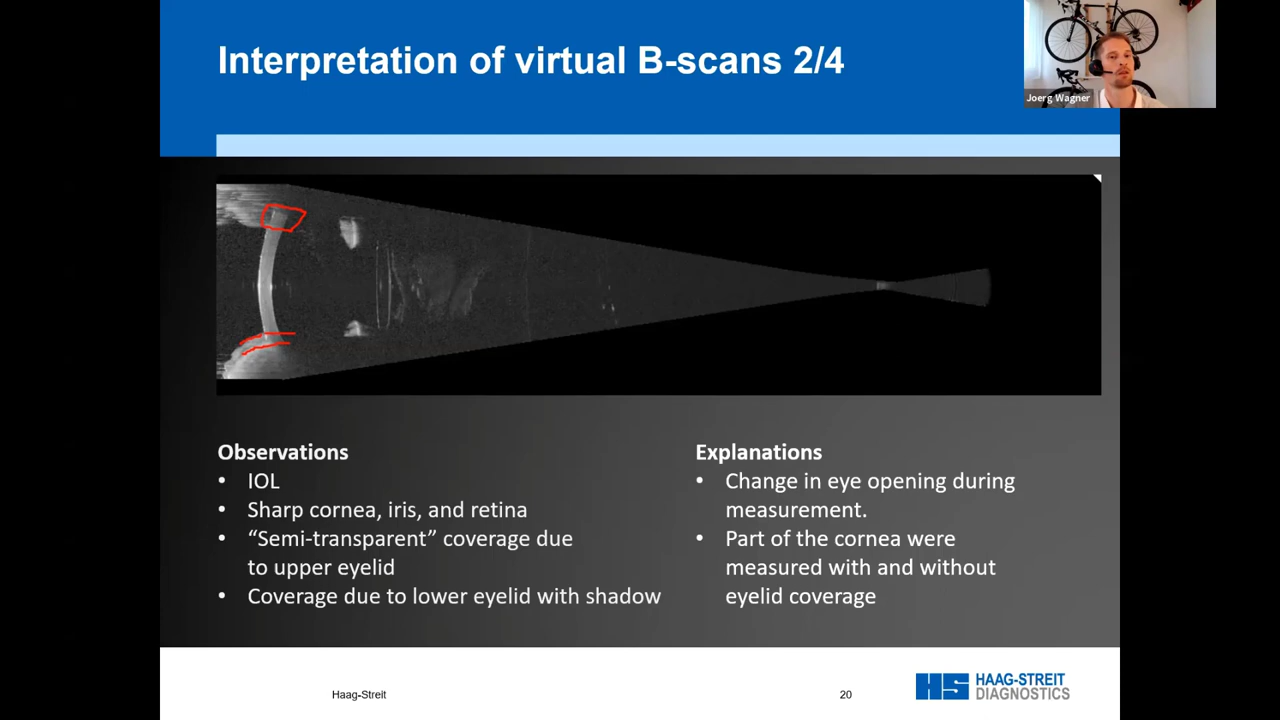 Interpretation of virtual B-scans 2/4
Joerg Wagner
Observations
• IOL
• Sharp cornea, iris, and retina
• “Semi-transparent” coverage due
to upper eyelid
• Coverage due to lower eyelid with shadow
Explanations
• Change in eye opening during
measurement.
• Part of the cornea were
measured with and without
eyelid coverage
Haag-Streit
20
HS HAAG-STREIT
DIAGNOSTICS